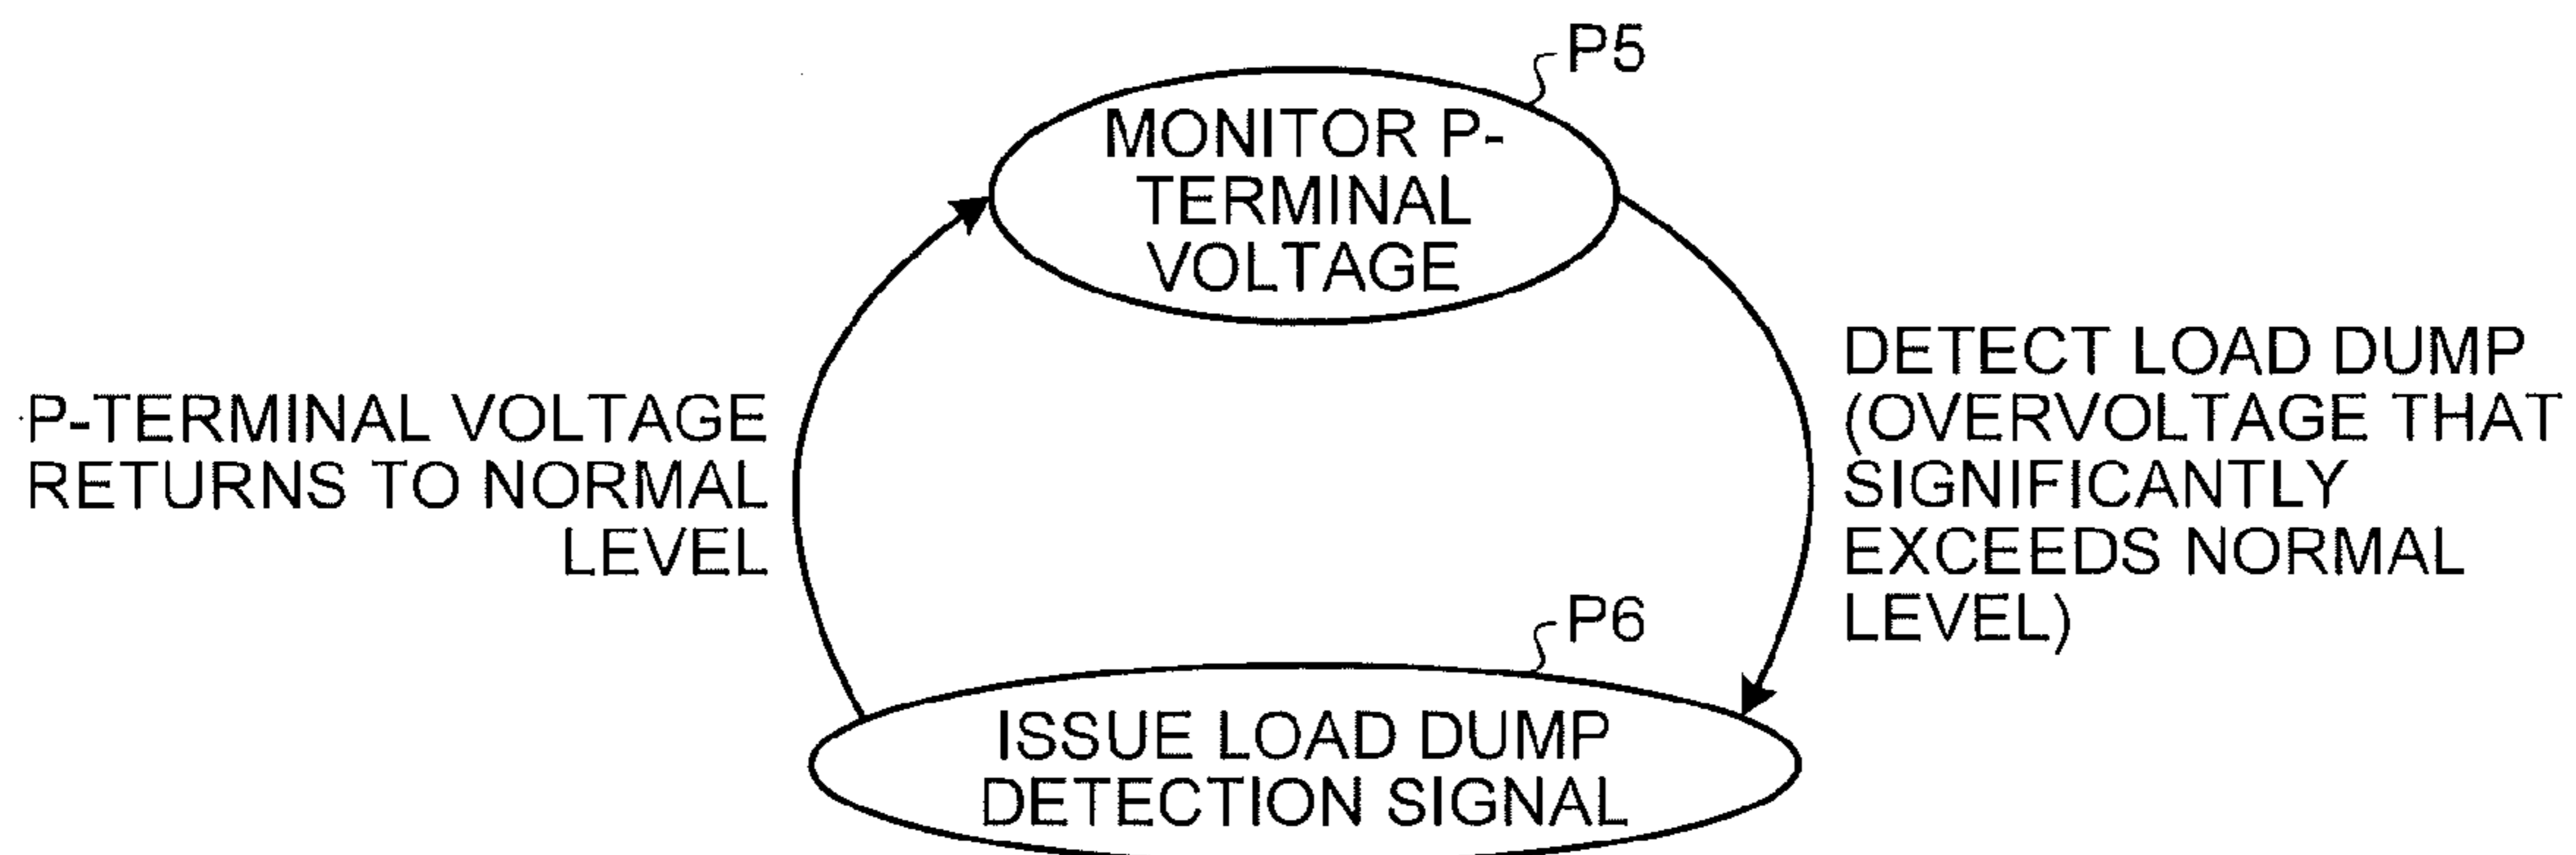 P5
MONITOR P-
TERMINAL
VOLTAGE
P-TERMINAL VOLTAGE
RETURNS TO NORMAL
LEVEL
DETECT LOAD DUMP
(OVERVOLTAGE THAT
SIGNIFICANTLY
EXCEEDS NORMAL
LEVEL)
P6
ISSUE LOAD DUMP
DETECTION SIGNAL